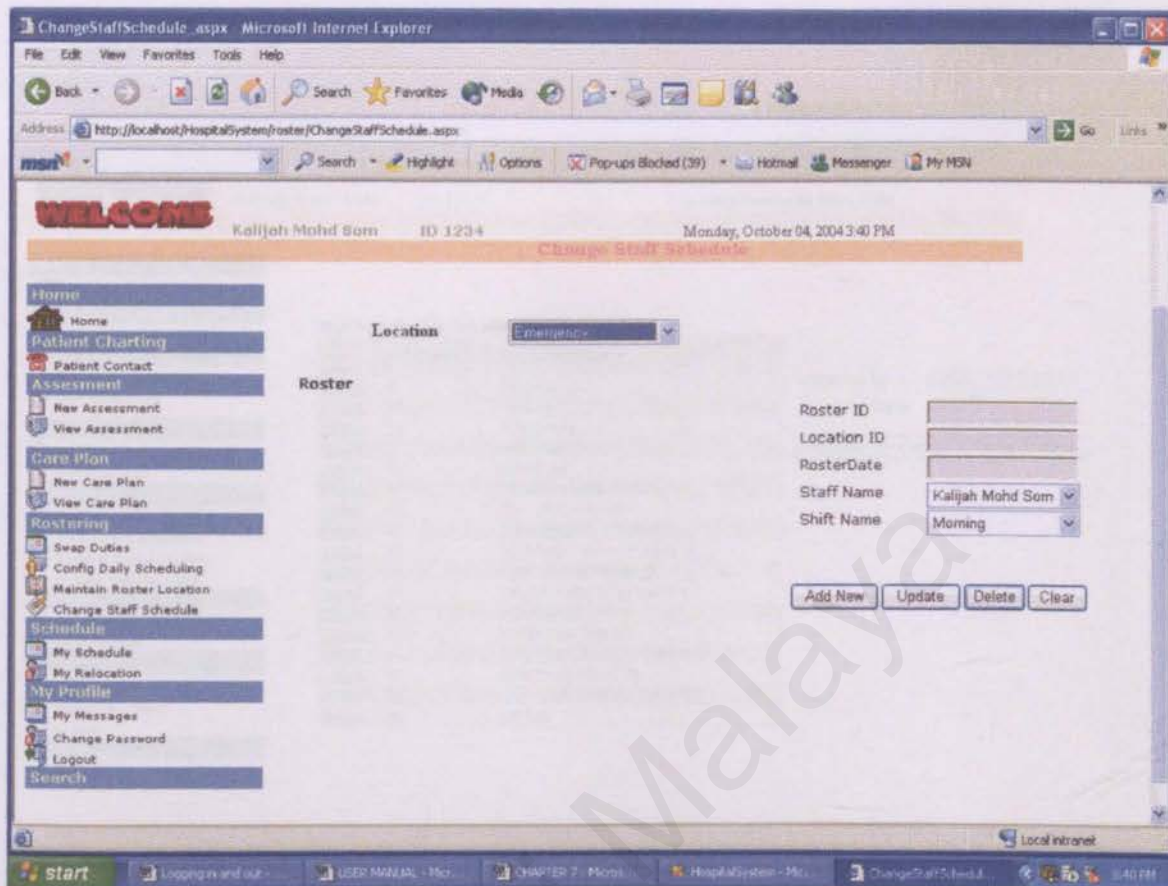 ChangeStaffSchedule.aspx Microsoft Internet Explorer
File Edit View Favorites Tools Help
Back Search Favorites Media
Address http://localhost/HospitalSystem/roster/ChangeStaffSchedule.aspx Go Links
msn Search Highlight Options Pop-ups Blocked (39) Hotmail Messenger My MSN
WELCOME Kalijah Mohd Som ID 1234 Monday, October 04, 2004 3:40 PM
Change Staff Schedule
Home
Home
Patient Charting
Patient Contact
Assesment
New Assessment
View Assessment
Care Plan
New Care Plan
View Care Plan
Rostering
Swap Duties
Config Daily Scheduling
Maintain Roster Location
Change Staff Schedule
Schedule
My Schedule
My Relocation
My Profile
My Messages
Change Password
Logout
Search
Location Emergency
Roster
Roster ID
Location ID
RosterDate
Staff Name Kalijah Mohd Som
Shift Name Morning
Add New Update Delete Clear
Malaya
Local intranet
start Logging in and out - USER MANUAL - Micr... CHAPTER 7 - Micros... HospitalSystem - Mic... ChangeStaffSchedul... 3:40 PM